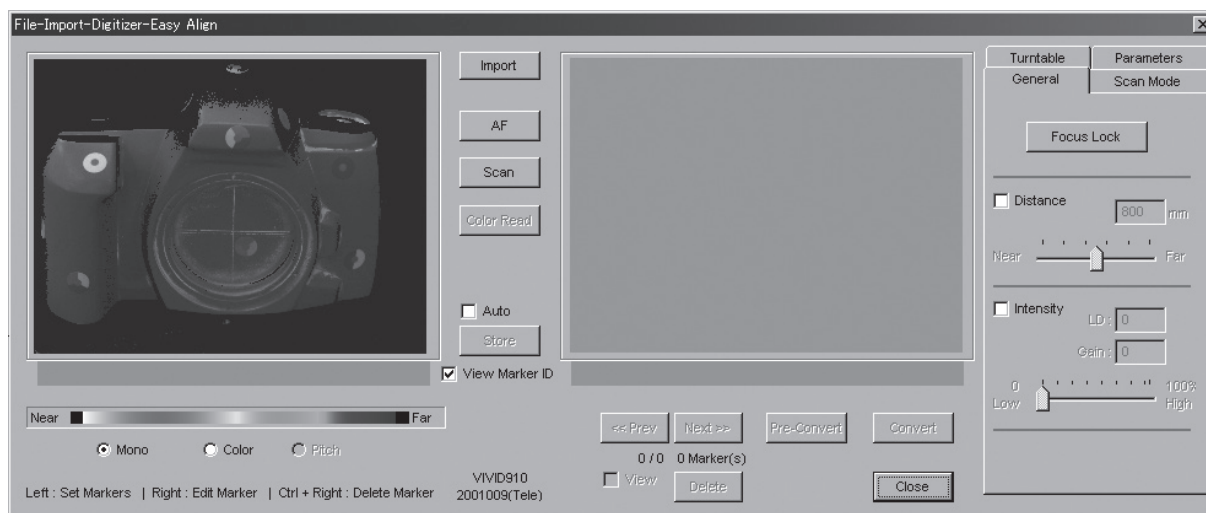 File-Import-Digitizer-Easy Align
Import
AF
Scan
Color Read
Auto
Store
View Marker ID
Near Far
Mono Color Pitch
Left : Set Markers | Right : Edit Marker | Ctrl + Right : Delete Marker
VIVID910
2001009(Tele)
<< Prev Next >> Pre-Convert Convert
0 / 0 0 Marker(s)
View Delete Close
Turntable Parameters
General Scan Mode
Focus Lock
Distance 800 mm
Near Far
Intensity LD : 0
Gain : 0
0 100%
Low High